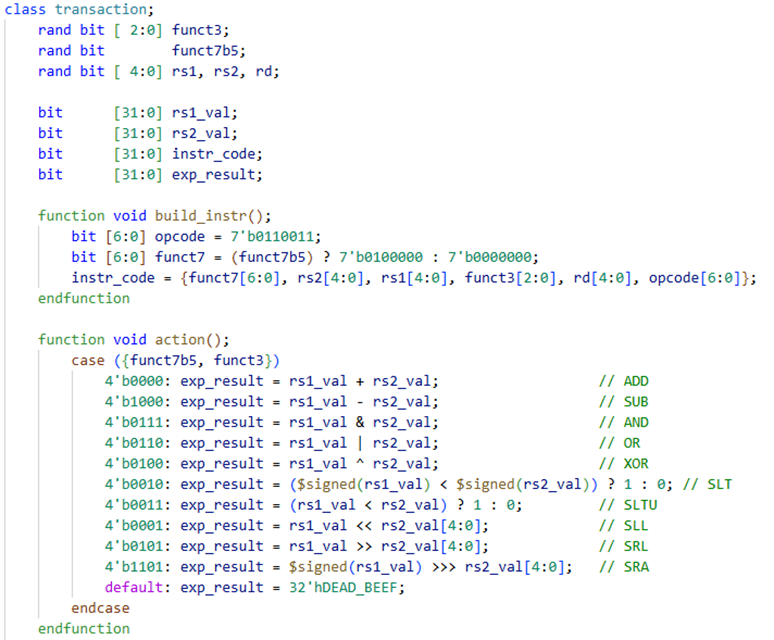 class transaction;
    rand bit [ 2:0] funct3;
    rand bit        funct7b5;
    rand bit [ 4:0] rs1, rs2, rd;

    bit      [31:0] rs1_val;
    bit      [31:0] rs2_val;
    bit      [31:0] instr_code;
    bit      [31:0] exp_result;

    function void build_instr();
        bit [6:0] opcode = 7'b0110011;
        bit [6:0] funct7 = (funct7b5) ? 7'b0100000 : 7'b0000000;
        instr_code = {funct7[6:0], rs2[4:0], rs1[4:0], funct3[2:0], rd[4:0], opcode[6:0]};
    endfunction

    function void action();
        case ({funct7b5, funct3})
            4'b0000: exp_result = rs1_val + rs2_val;                   // ADD
            4'b1000: exp_result = rs1_val - rs2_val;                   // SUB
            4'b0111: exp_result = rs1_val & rs2_val;                   // AND
            4'b0110: exp_result = rs1_val | rs2_val;                   // OR
            4'b0100: exp_result = rs1_val ^ rs2_val;                   // XOR
            4'b0010: exp_result = ($signed(rs1_val) < $signed(rs2_val)) ? 1 : 0; // SLT
            4'b0011: exp_result = (rs1_val < rs2_val) ? 1 : 0;         // SLTU
            4'b0001: exp_result = rs1_val << rs2_val[4:0];             // SLL
            4'b0101: exp_result = rs1_val >> rs2_val[4:0];             // SRL
            4'b1101: exp_result = $signed(rs1_val) >>> rs2_val[4:0];   // SRA
            default: exp_result = 32'hDEAD_BEEF;
        endcase
    endfunction